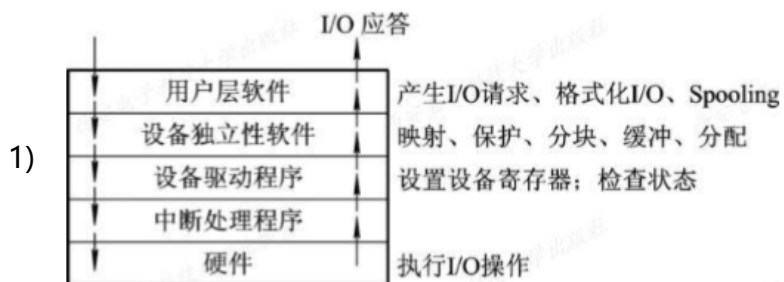 I/O 应答
用户层软件 产生I/O请求、格式化I/O、Spooling
设备独立性软件 映射、保护、分块、缓冲、分配
1) 设备驱动程序 设置设备寄存器；检查状态
中断处理程序
硬件 执行I/O操作